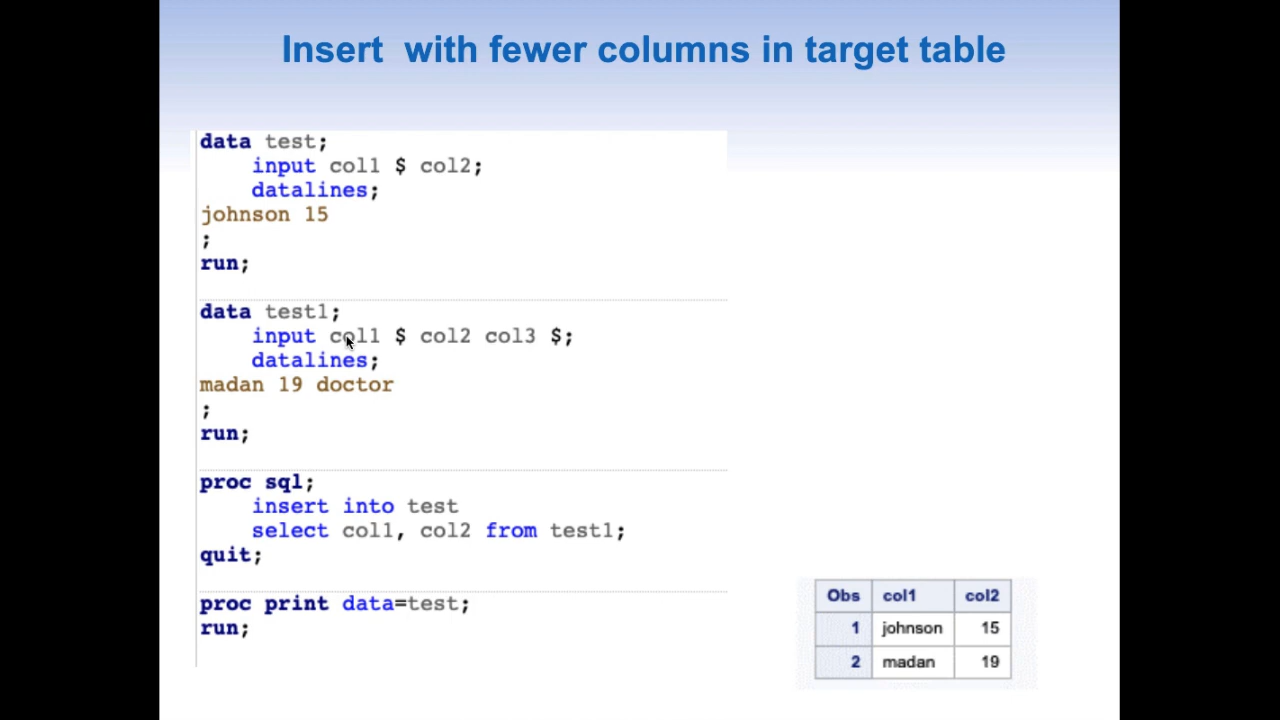 Insert  with fewer columns in target table
data test;
    input col1 $ col2;
    datalines;
johnson 15
;
run;
data test1;
    input col1 $ col2 col3 $;
    datalines;
madan 19 doctor
;
run;
proc sql;
    insert into test
    select col1, col2 from test1;
quit;
proc print data=test;
run;
Obs col1 col2
1 johnson 15
2 madan 19